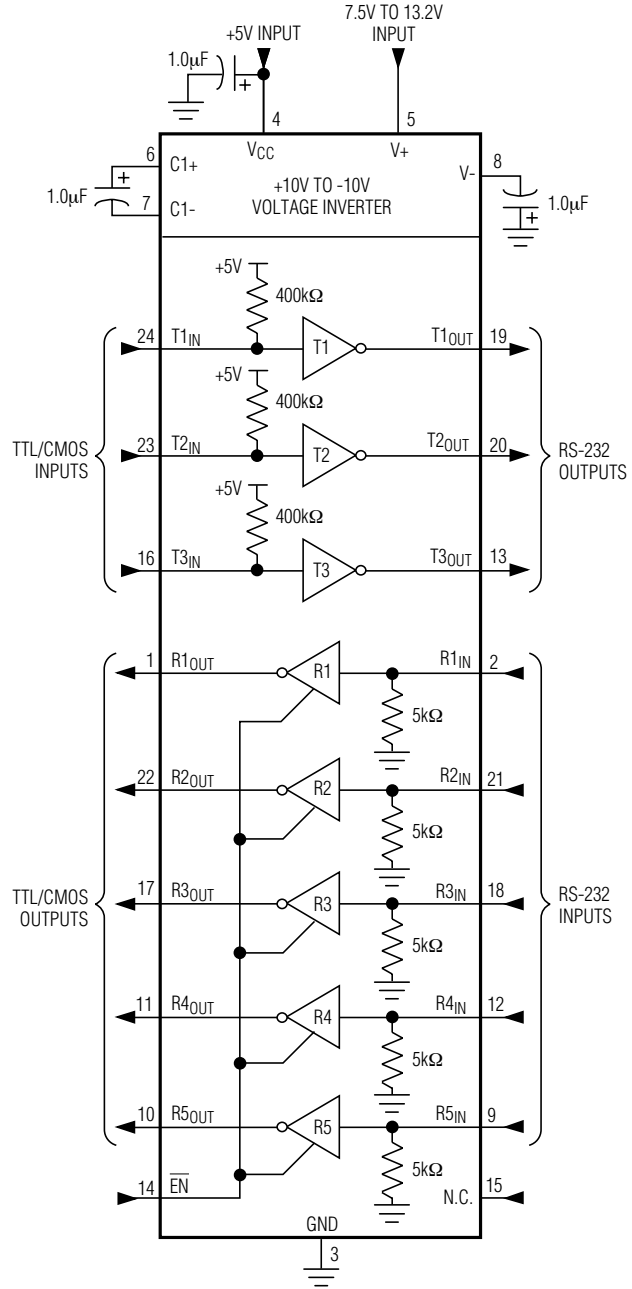 7.5V TO 13.2V
INPUT
+5V INPUT
1.0µF
+
4
5
VCC
V+
6
C1+
+
1.0µF
7
C1-
+10V TO -10V
VOLTAGE INVERTER
V-
8
1.0µF
+
+5V
400kΩ
24
T1IN
T1
T1OUT
19
+5V
400kΩ
TTL/CMOS
INPUTS
23
T2IN
T2
T2OUT
20
RS-232
OUTPUTS
+5V
400kΩ
16
T3IN
T3
T3OUT
13
1
R1OUT
R1
R1IN
2
5kΩ
22
R2OUT
R2
R2IN
21
5kΩ
TTL/CMOS
OUTPUTS
17
R3OUT
R3
R3IN
18
RS-232
INPUTS
5kΩ
11
R4OUT
R4
R4IN
12
5kΩ
10
R5OUT
R5
R5IN
9
5kΩ
14
E̅N̅
N.C.
15
GND
3